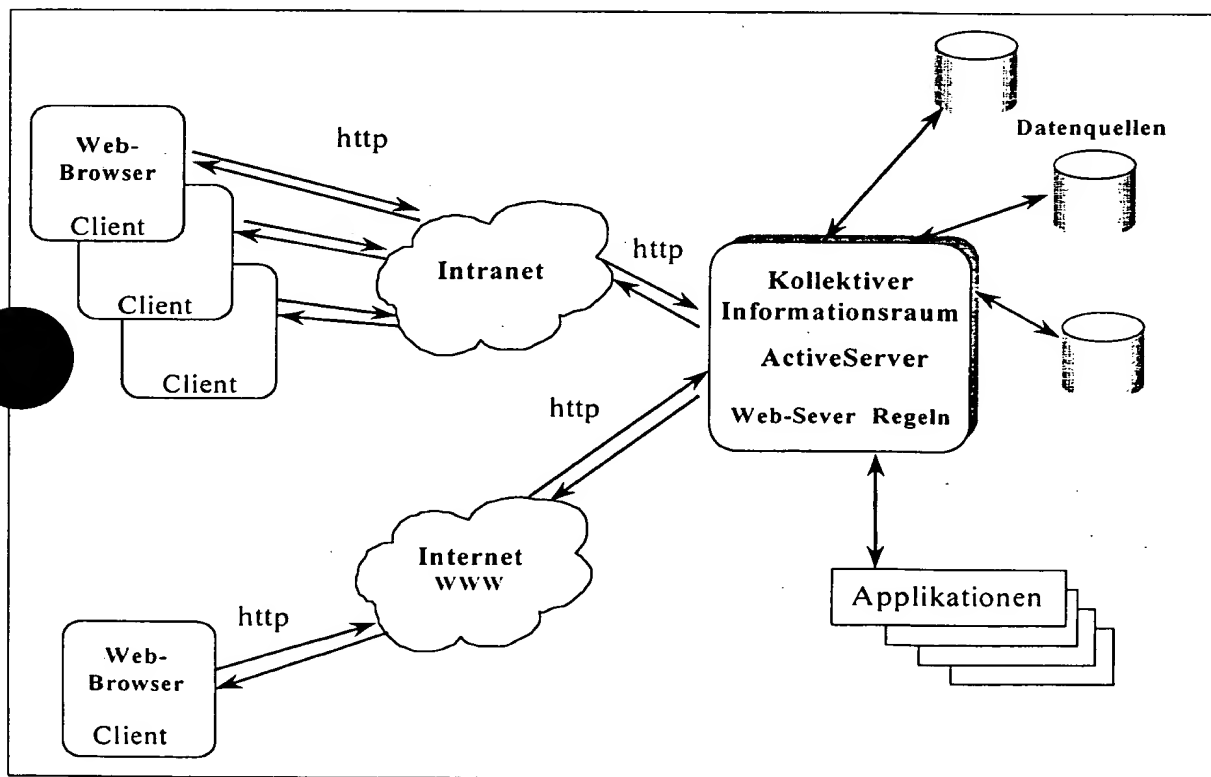 Datenquellen
http
Web-
Browser
Client
Client
Client
Intranet
http
Kollektiver
Informationsraum
ActiveServer
Web-Sever Regeln
http
Internet
WWW
Applikationen
http
Web-
Browser
Client